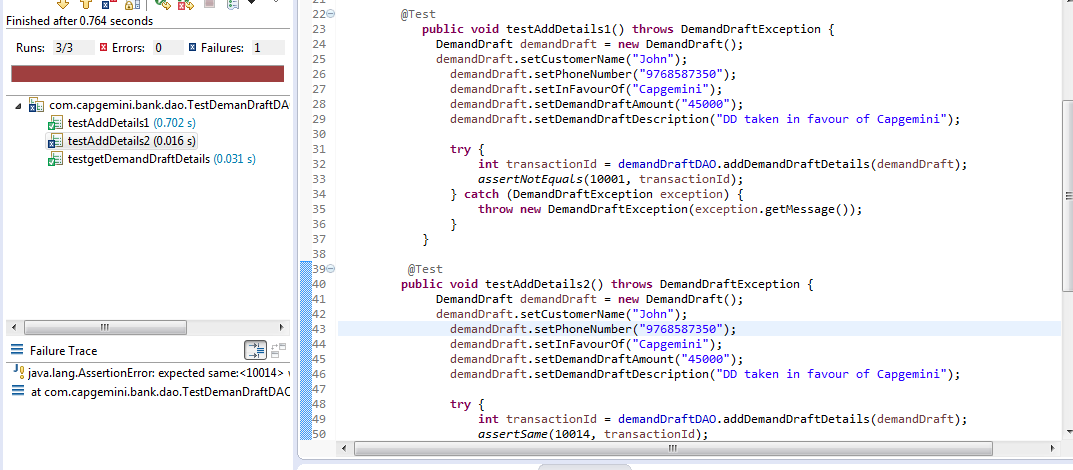 Finished after 0.764 seconds
Runs: 3/3 Errors: 0 Failures: 1
com.capgemini.bank.dao.TestDemanDraftDA
testAddDetails1 (0.702 s)
testAddDetails2 (0.016 s)
testgetDemandDraftDetails (0.031 s)
Failure Trace
java.lang.AssertionError: expected same:<10014>
at com.capgemini.bank.dao.TestDemanDraftDAO
22 @Test
23 public void testAddDetails1() throws DemandDraftException {
24 DemandDraft demandDraft = new DemandDraft();
25 demandDraft.setCustomerName("John");
26 demandDraft.setPhoneNumber("9768587350");
27 demandDraft.setInFavourOf("Capgemini");
28 demandDraft.setDemandDraftAmount("45000");
29 demandDraft.setDemandDraftDescription("DD taken in favour of Capgemini");
30
31 try {
32 int transactionId = demandDraftDAO.addDemandDraftDetails(demandDraft);
33 assertNotEquals(10001, transactionId);
34 } catch (DemandDraftException exception) {
35 throw new DemandDraftException(exception.getMessage());
36 }
37 }
38
39 @Test
40 public void testAddDetails2() throws DemandDraftException {
41 DemandDraft demandDraft = new DemandDraft();
42 demandDraft.setCustomerName("John");
43 demandDraft.setPhoneNumber("9768587350");
44 demandDraft.setInFavourOf("Capgemini");
45 demandDraft.setDemandDraftAmount("45000");
46 demandDraft.setDemandDraftDescription("DD taken in favour of Capgemini");
47
48 try {
49 int transactionId = demandDraftDAO.addDemandDraftDetails(demandDraft);
50 assertSame(10014, transactionId);